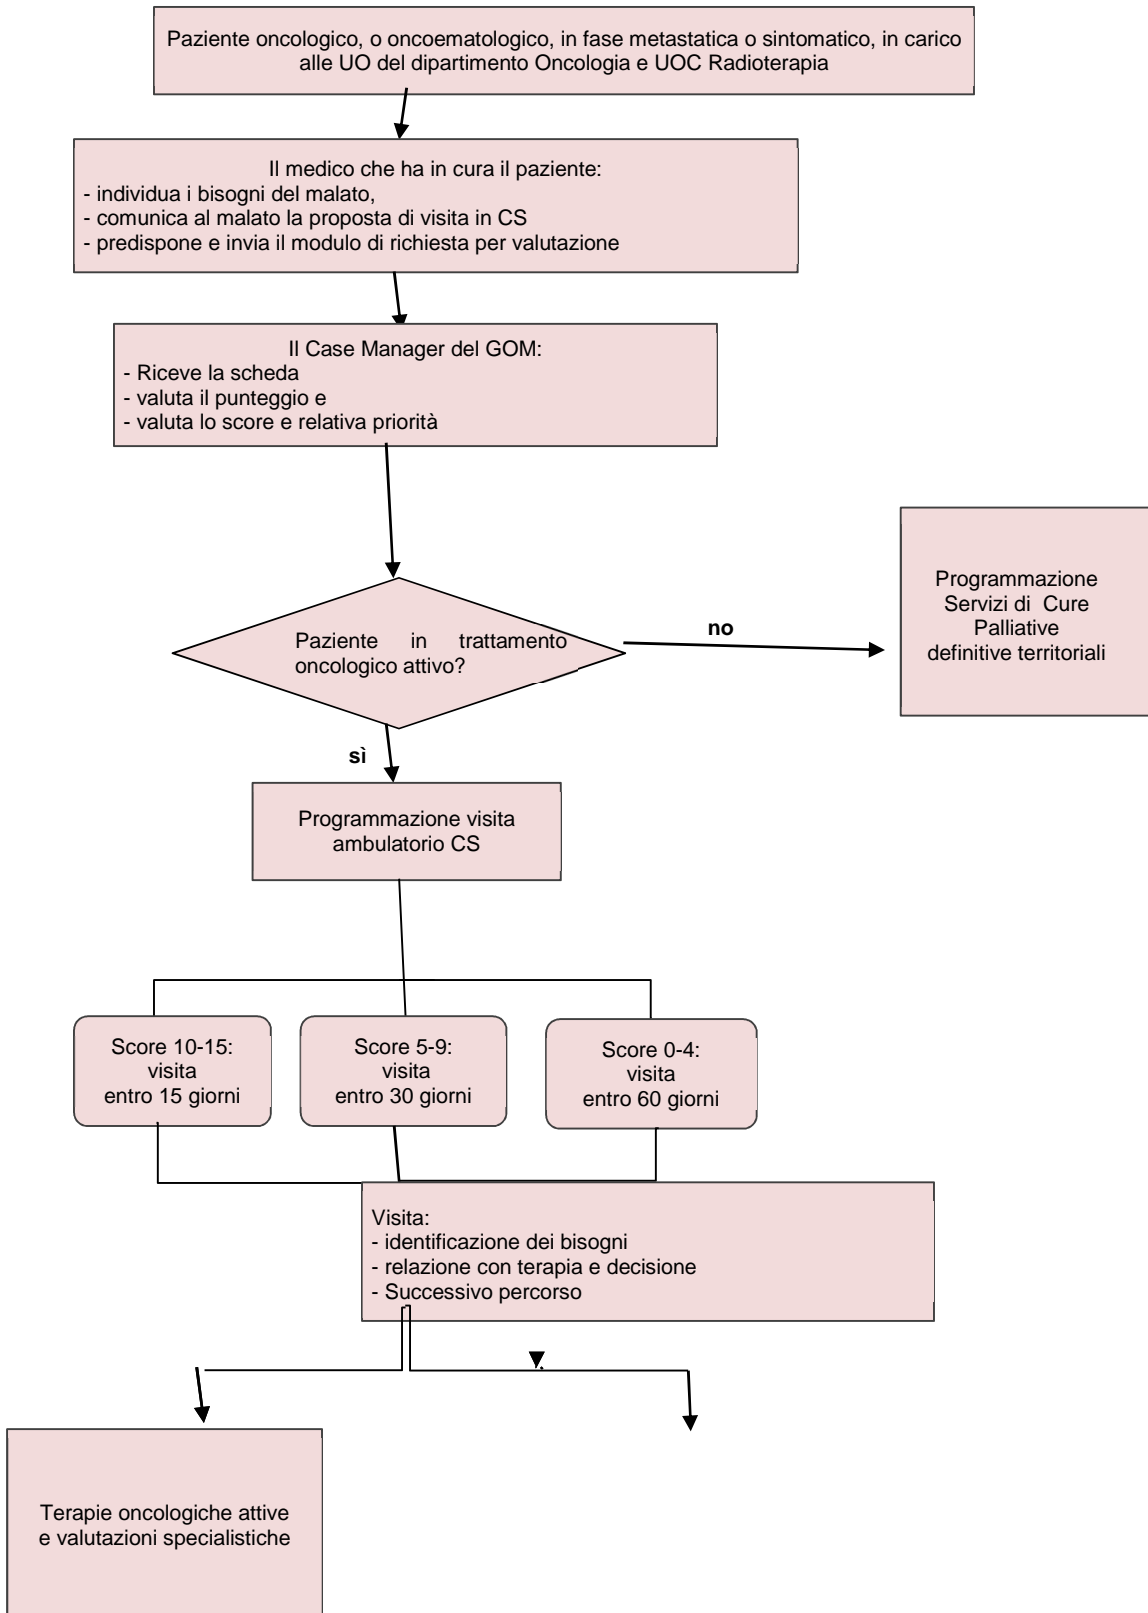 Paziente oncologico, o oncoematologico, in fase metastatica o sintomatico, in carico
alle UO del dipartimento Oncologia e UOC Radioterapia
Il medico che ha in cura il paziente:
- individua i bisogni del malato,
- comunica al malato la proposta di visita in CS
- predispone e invia il modulo di richiesta per valutazione
Il Case Manager del GOM:
- Riceve la scheda
- valuta il punteggio e
- valuta lo score e relativa priorità
Paziente in trattamento
oncologico attivo?
no
Programmazione
Servizi di Cure
Palliative
definitive territoriali
sì
Programmazione visita
ambulatorio CS
Score 10-15:
visita
entro 15 giorni
Score 5-9:
visita
entro 30 giorni
Score 0-4:
visita
entro 60 giorni
Visita:
- identificazione dei bisogni
- relazione con terapia e decisione
- Successivo percorso
Terapie oncologiche attive
e valutazioni specialistiche